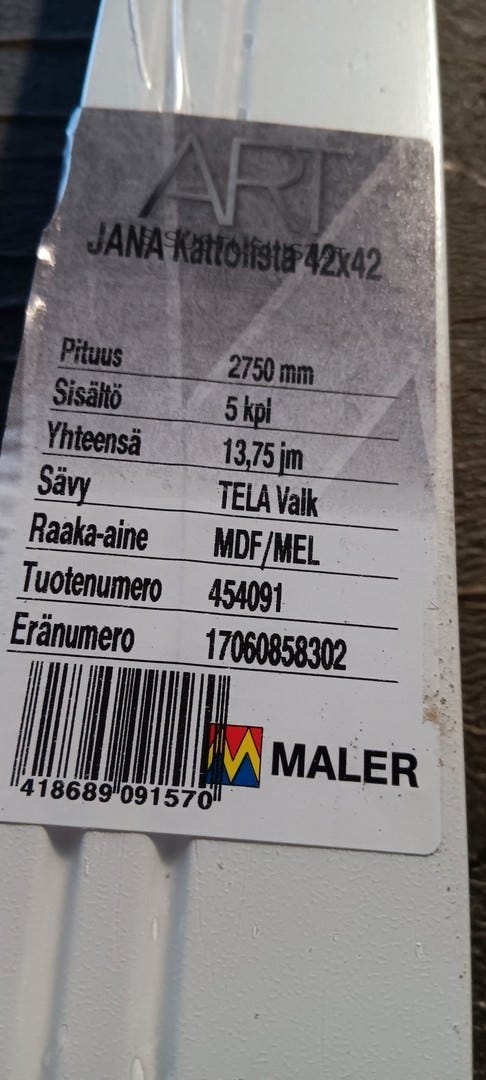 ART
JANA Kattolista 42x42
Pituus 2750 mm
Sisältö 5 kpl
Yhteensä 13,75 jm
Sävy TELA Valk
Raaka-aine MDF/MEL
Tuotenumero 454091
Eränumero 17060858302
418689 091570
MALER